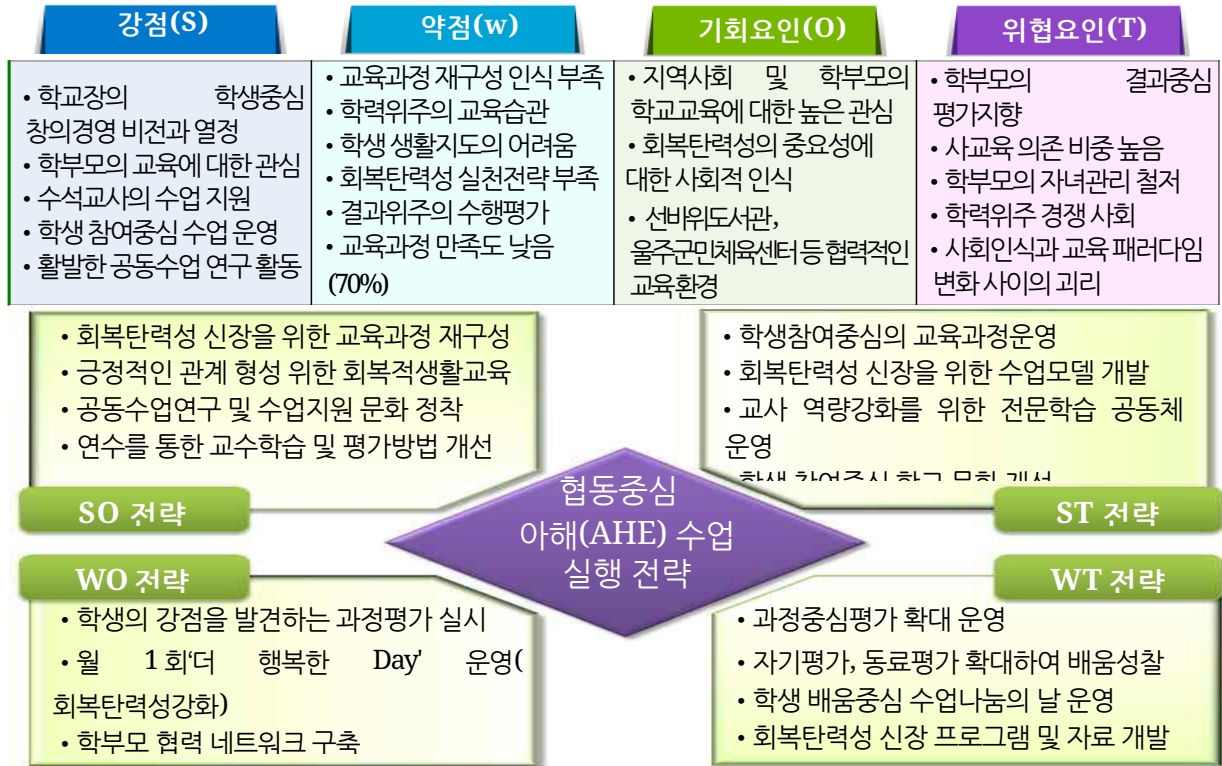 강점(S)
• 학교장의 학생중심
창의경영 비전과 열정
• 학부모의 교육에 대한 관심
• 수석교사의 수업 지원
• 학생 참여중심 수업 운영
• 활발한 공동수업 연구 활동
약점(w)
• 교육과정 재구성 인식 부족
• 학력위주의 교육습관
• 학생 생활지도의 어려움
• 회복탄력성 실천전략 부족
• 결과위주의 수행평가
• 교육과정 만족도 낮음
(70%)
기회요인(O)
• 지역사회 및 학부모의
학교교육에 대한 높은 관심
• 회복탄력성의 중요성에
대한 사회적 인식
• 선바위도서관,
울주군민체육센터 등 협력적인
교육환경
위협요인(T)
• 학부모의 결과중심
평가지향
• 사교육 의존 비중 높음
• 학부모의 자녀관리 철저
• 학력위주 경쟁 사회
• 사회인식과 교육 패러다임
변화 사이의 괴리
• 회복탄력성 신장을 위한 교육과정 재구성
• 긍정적인 관계 형성 위한 회복적생활교육
• 공동수업연구 및 수업지원 문화 정착
• 연수를 통한 교수학습 및 평가방법 개선
SO 전략
• 학생참여중심의 교육과정운영
• 회복탄력성 신장을 위한 수업모델 개발
• 교사 역량강화를 위한 전문학습 공동체
운영
• 학생 참여중심 학교 문화 개선
ST 전략
협동중심
아해(AHE) 수업
실행 전략
WO 전략
• 학생의 강점을 발견하는 과정평가 실시
• 월 1회‘더 행복한 Day' 운영(
회복탄력성강화)
• 학부모 협력 네트워크 구축
WT 전략
• 과정중심평가 확대 운영
• 자기평가, 동료평가 확대하여 배움성찰
• 학생 배움중심 수업나눔의 날 운영
• 회복탄력성 신장 프로그램 및 자료 개발